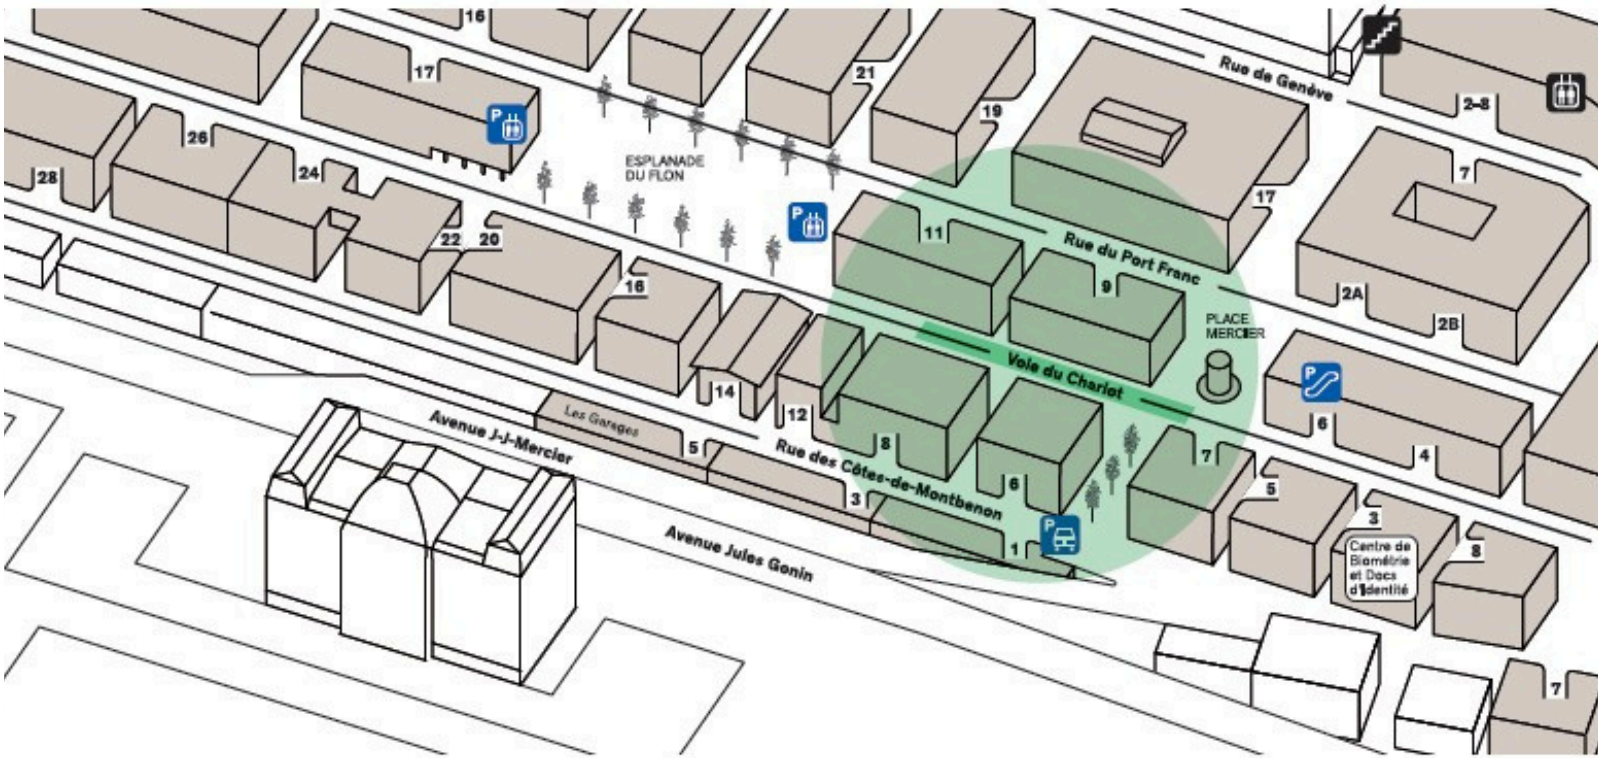 16
17
P
21
19
Rue de Genève
2-8
26
24
28
22
20
ESPLANADE
DU FLON
P
11
17
7
Rue du Port Franc
9
2A
2B
16
PLACE
MERCIER
Voie du Chariot
14
12
Les Garages
P
6
4
Avenue J-J-Mercier
5
8
7
Rue des Côtes-de-Montbenon
6
3
5
3
8
P
1
Centre de
Biométrie
et Docs
d'Identité
Avenue Jules Gonin
7